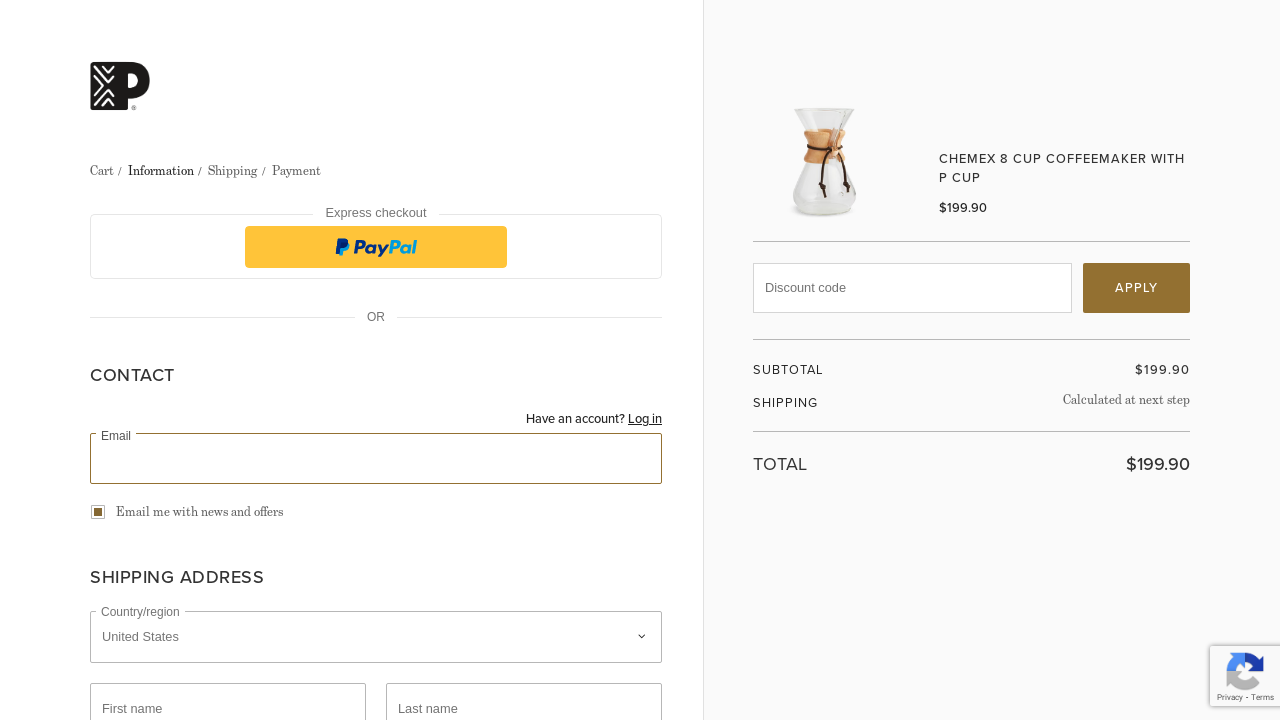 P
®
Cart / Information / Shipping / Payment
Express checkout
PayPal
OR
CONTACT
Have an account? Log in
Email
Email me with news and offers
SHIPPING ADDRESS
Country/region
United States
First name
Last name
CHEMEX 8 CUP COFFEEMAKER WITH
P CUP
$199.90
Discount code
APPLY
SUBTOTAL
$199.90
SHIPPING
Calculated at next step
TOTAL
$199.90
Privacy - Terms